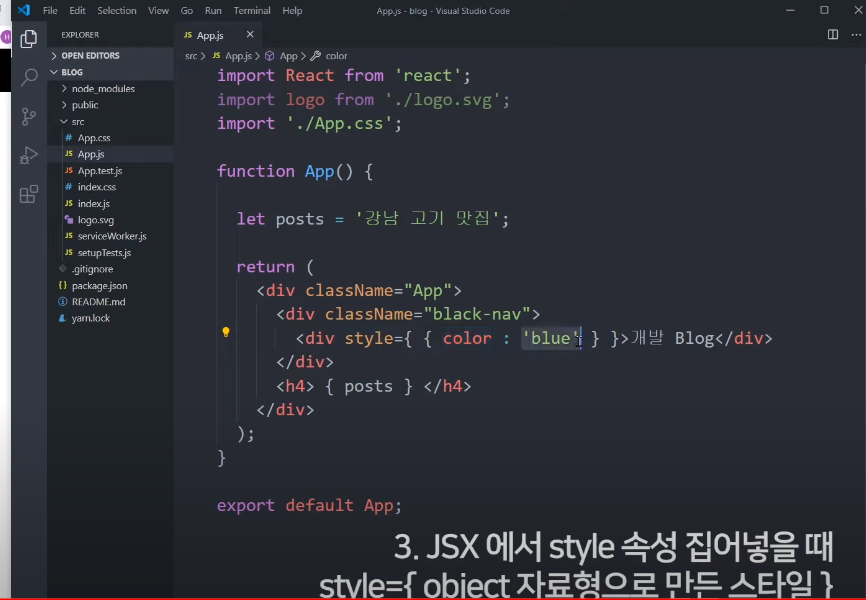 File Edit Selection View Go Run Terminal Help App.js - blog - Visual Studio Code
EXPLORER
OPEN EDITORS
BLOG
node_modules
public
src
# App.css
JS App.js
JS App.test.js
# index.css
JS index.js
logo.svg
JS serviceWorker.js
JS setupTests.js
.gitignore
{} package.json
README.md
yarn.lock
JS App.js ×
src > JS App.js > App > color
import React from 'react';
import logo from './logo.svg';
import './App.css';
function App() {
let posts = '강남 고기 맛집';
return (
<div className="App">
<div className="black-nav">
<div style={ { color : 'blue' } }>개발 Blog</div>
</div>
<h4> { posts } </h4>
</div>
);
}
export default App;
3. JSX 에서 style 속성 집어넣을 때
style={ object 자료형으로 만든 스타일 }